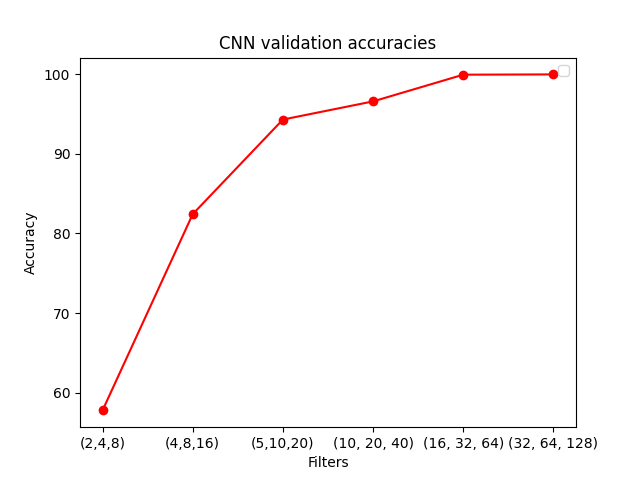 CNN validation accuracies
100
90
80
70
60
Accuracy
(2,4,8) (4,8,16) (5,10,20) (10, 20, 40) (16, 32, 64) (32, 64, 128)
Filters